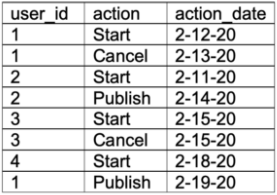 user_id action action_date
1 Start 2-12-20
1 Cancel 2-13-20
2 Start 2-11-20
2 Publish 2-14-20
3 Start 2-15-20
3 Cancel 2-15-20
4 Start 2-18-20
1 Publish 2-19-20